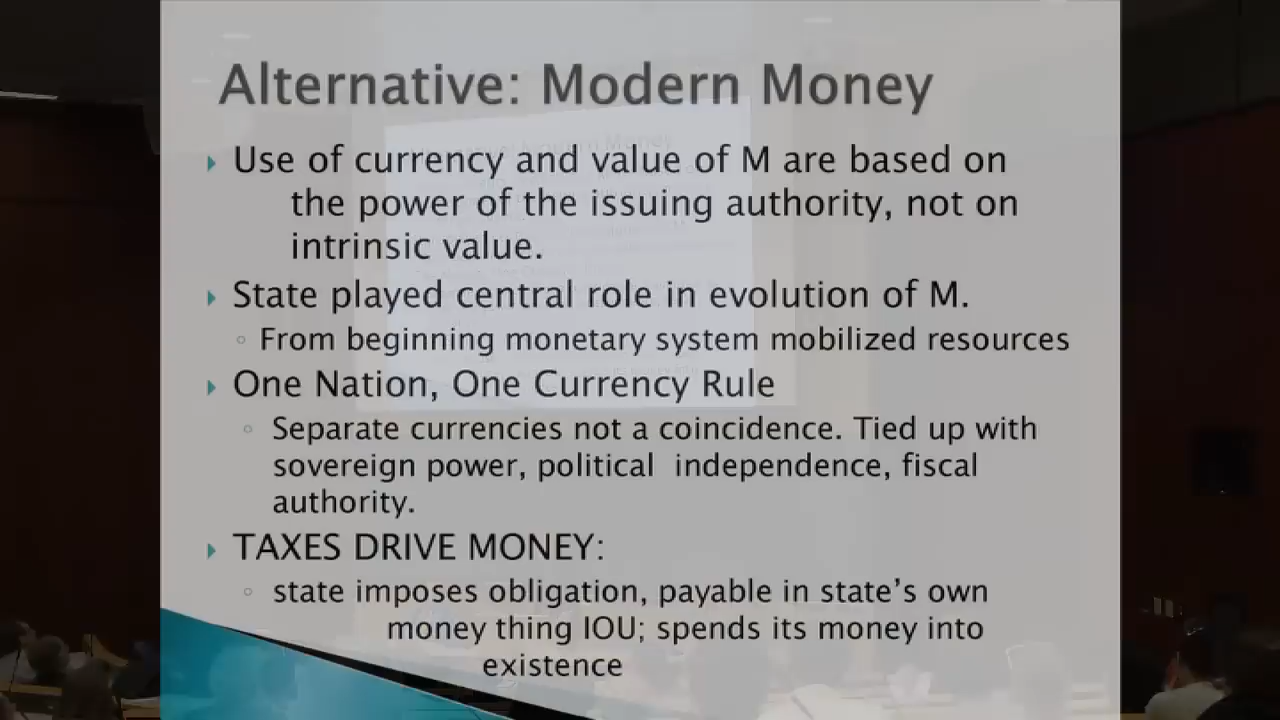 Alternative: Modern Money
Use of currency and value of M are based on
the power of the issuing authority, not on
intrinsic value.
State played central role in evolution of M.
From beginning monetary system mobilized resources
One Nation, One Currency Rule
Separate currencies not a coincidence. Tied up with
sovereign power, political independence, fiscal
authority.
TAXES DRIVE MONEY:
state imposes obligation, payable in state's own
money thing IOU; spends its money into
existence